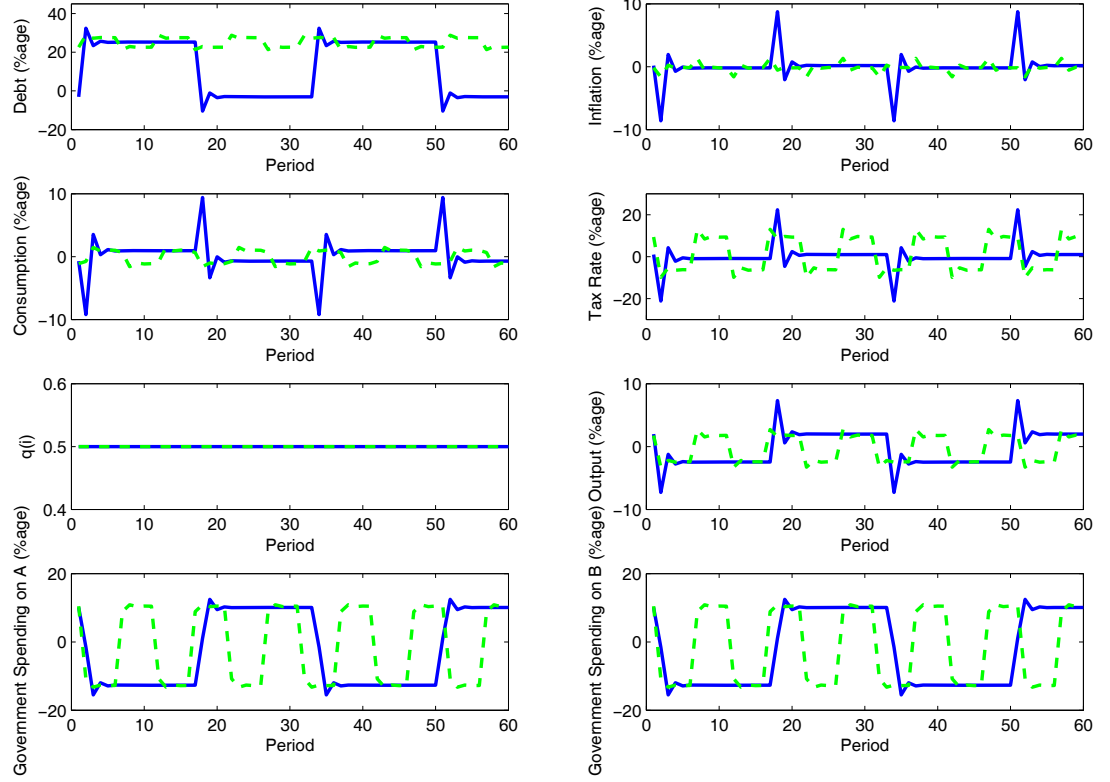 Debt (%age)
40
20
0
−20
0 10 20 30 40 50 60
Period
Inflation (%age)
10
0
−10
0 10 20 30 40 50 60
Period
Consumption (%age)
10
0
−10
0 10 20 30 40 50 60
Period
Tax Rate (%age)
20
0
−20
0 10 20 30 40 50 60
Period
q(i)
0.6
0.5
0.4
0 10 20 30 40 50 60
Period
Output (%age)
10
0
−10
0 10 20 30 40 50 60
Period
Government Spending on A (%age)
20
0
−20
0 10 20 30 40 50 60
Period
Government Spending on B (%age)
20
0
−20
0 10 20 30 40 50 60
Period